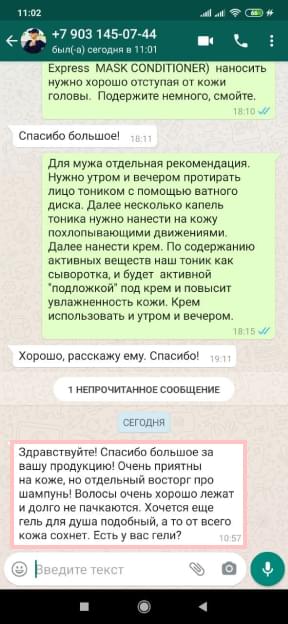 11:02
66
+7 903 145-07-44
был(-а) сегодня в 11:01
Express MASK CONDITIONER) наносить
нужно хорошо отступая от кожи
головы. Подержите немного, смойте.
18:10
Спасибо большое! 18:11
Для мужа отдельная рекомендация.
Нужно утром и вечером протирать
лицо тоником с помощью ватного
диска. Далее несколько капель
тоника нужно нанести на кожу
похлопывающими движениями.
Далее нанести крем. По содержанию
активных веществ наш тоник как
сыворотка, и будет активной
"подложкой" под крем и повысит
увлажненность кожи. Крем
использовать и утром и вечером. 18:15
Хорошо, расскажу ему. Спасибо! 19:11
1 НЕПРОЧИТАННОЕ СООБЩЕНИЕ
СЕГОДНЯ
Здравствуйте! Спасибо большое за
вашу продукцию! Очень приятны
на коже, но отдельный восторг про
шампунь! Волосы очень хорошо лежат
и долго не пачкаются. Хочется еще
гель для душа подобный, а то от всего
кожа сохнет. Есть у вас гели? 10:57
Введите текст